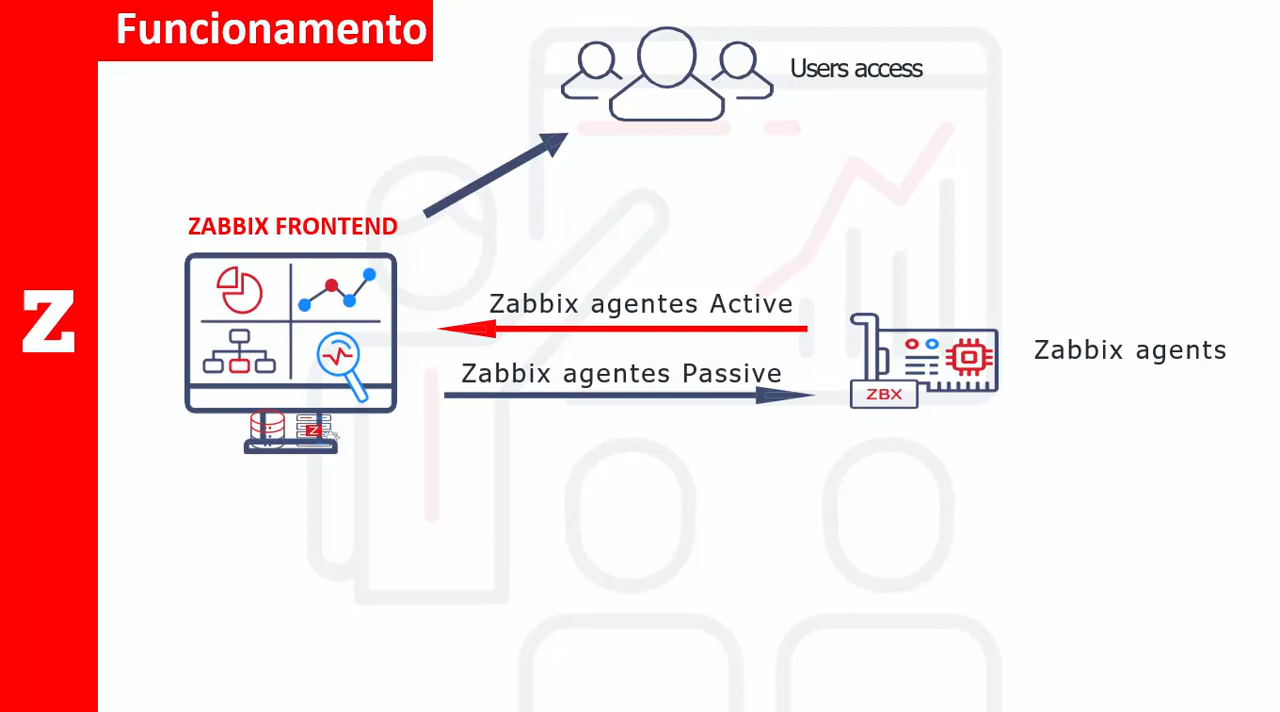 Funcionamento
Users access
ZABBIX FRONTEND
Z
Zabbix agentes Active
Zabbix agents
Zabbix agentes Passive
ZBX
Z